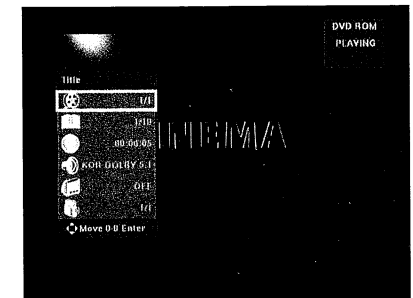 DVD ROM
PLAYING
Title
1/1
1/10
00:00:05
INEMA
KOR DOLBY 5.1
OFF
1/1
Move 0-9 Enter